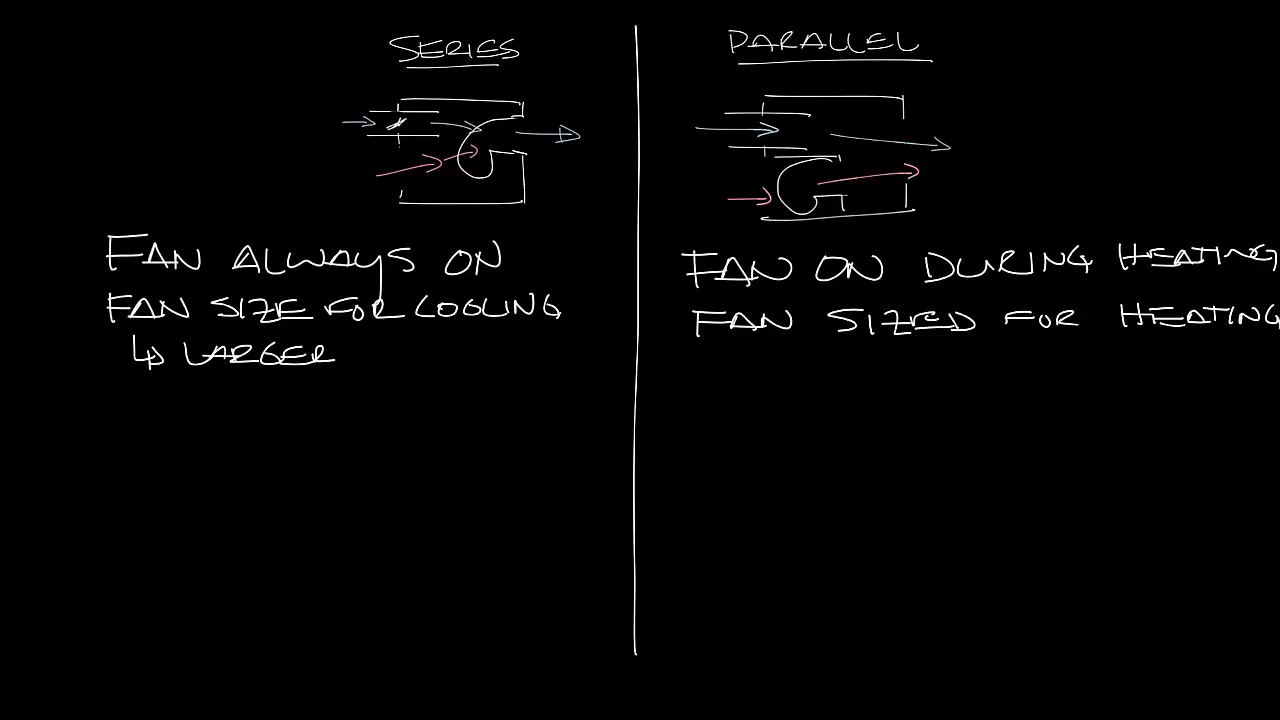 SERIES
FAN ALWAYS ON
FAN SIZE FOR COOLING
↳ LARGER
PARALLEL
FAN ON DURING HEATING
FAN SIZED FOR HEATING